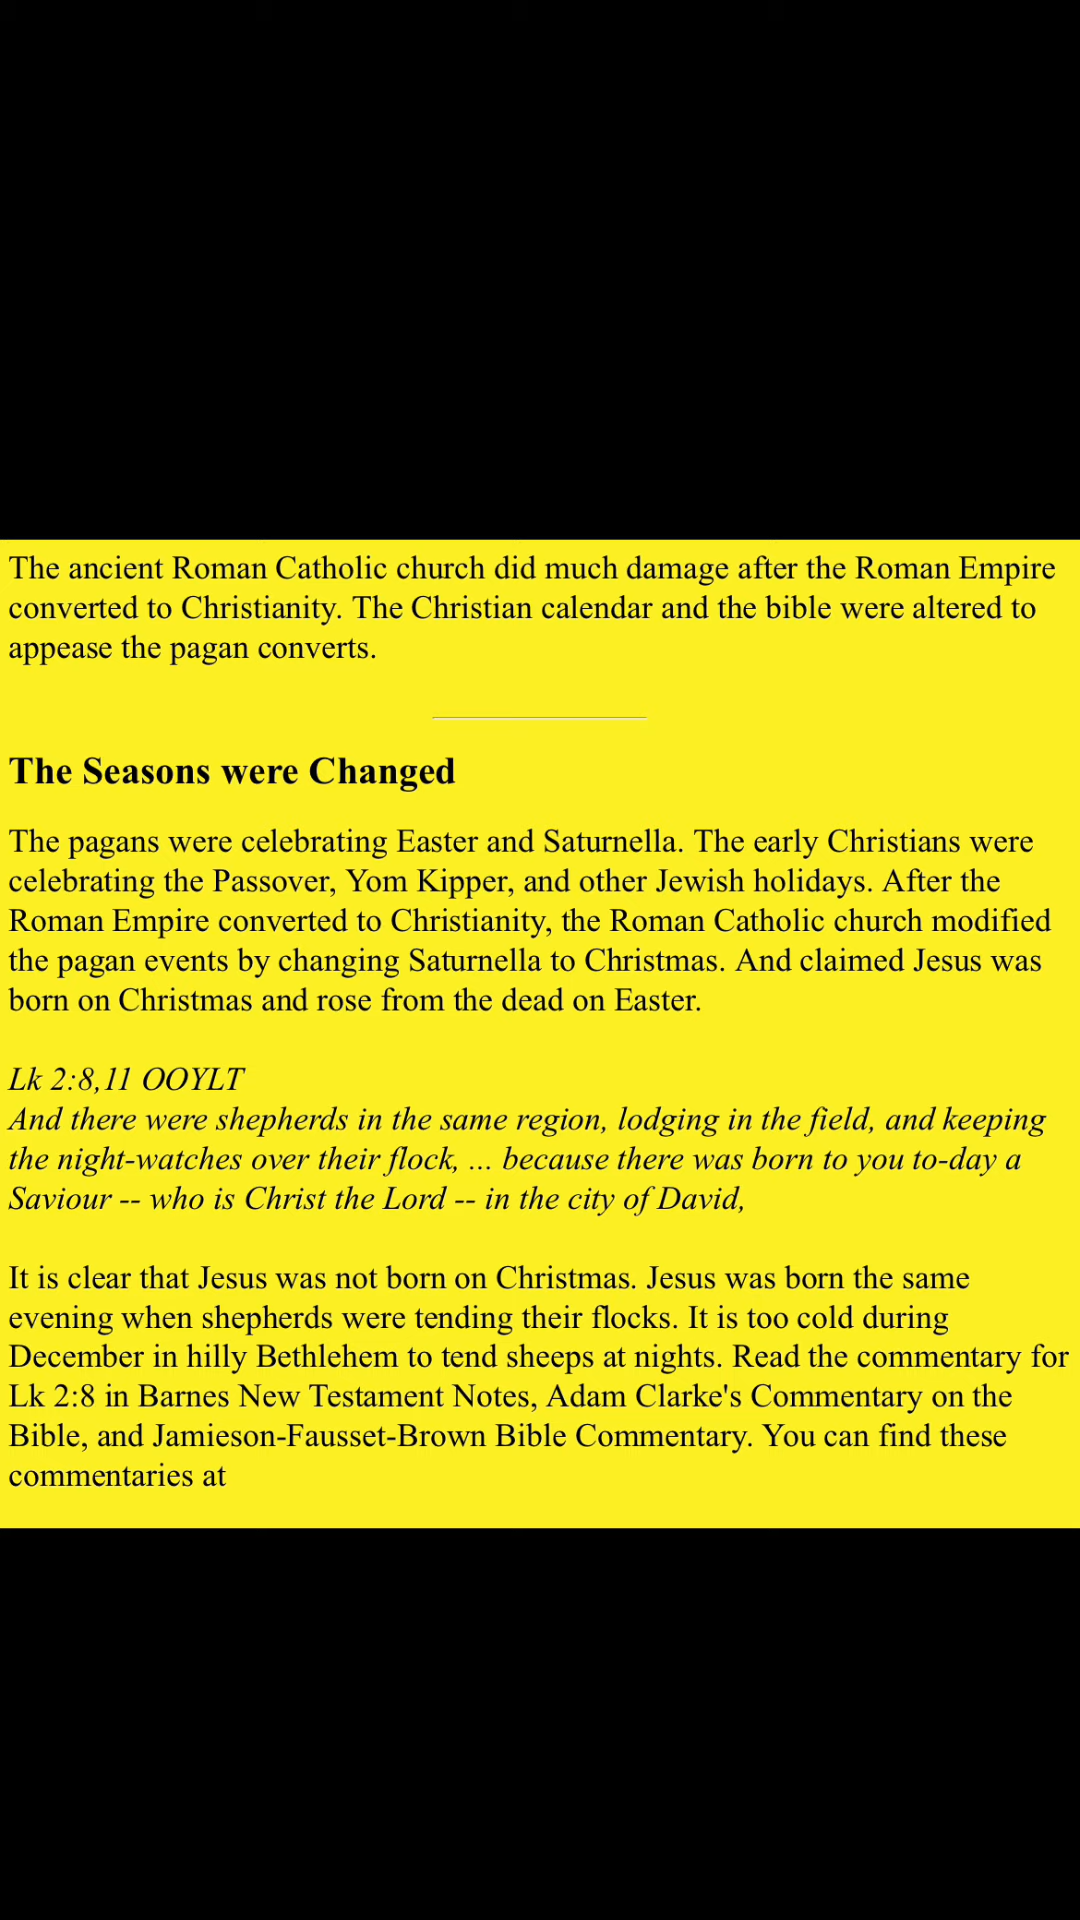 The ancient Roman Catholic church did much damage after the Roman Empire
converted to Christianity. The Christian calendar and the bible were altered to
appease the pagan converts.
The Seasons were Changed
The pagans were celebrating Easter and Saturnella. The early Christians were
celebrating the Passover, Yom Kipper, and other Jewish holidays. After the
Roman Empire converted to Christianity, the Roman Catholic church modified
the pagan events by changing Saturnella to Christmas. And claimed Jesus was
born on Christmas and rose from the dead on Easter.
Lk 2:8,11 OOYLT
And there were shepherds in the same region, lodging in the field, and keeping
the night-watches over their flock, ... because there was born to you to-day a
Saviour -- who is Christ the Lord -- in the city of David,
It is clear that Jesus was not born on Christmas. Jesus was born the same
evening when shepherds were tending their flocks. It is too cold during
December in hilly Bethlehem to tend sheeps at nights. Read the commentary for
Lk 2:8 in Barnes New Testament Notes, Adam Clarke's Commentary on the
Bible, and Jamieson-Fausset-Brown Bible Commentary. You can find these
commentaries at